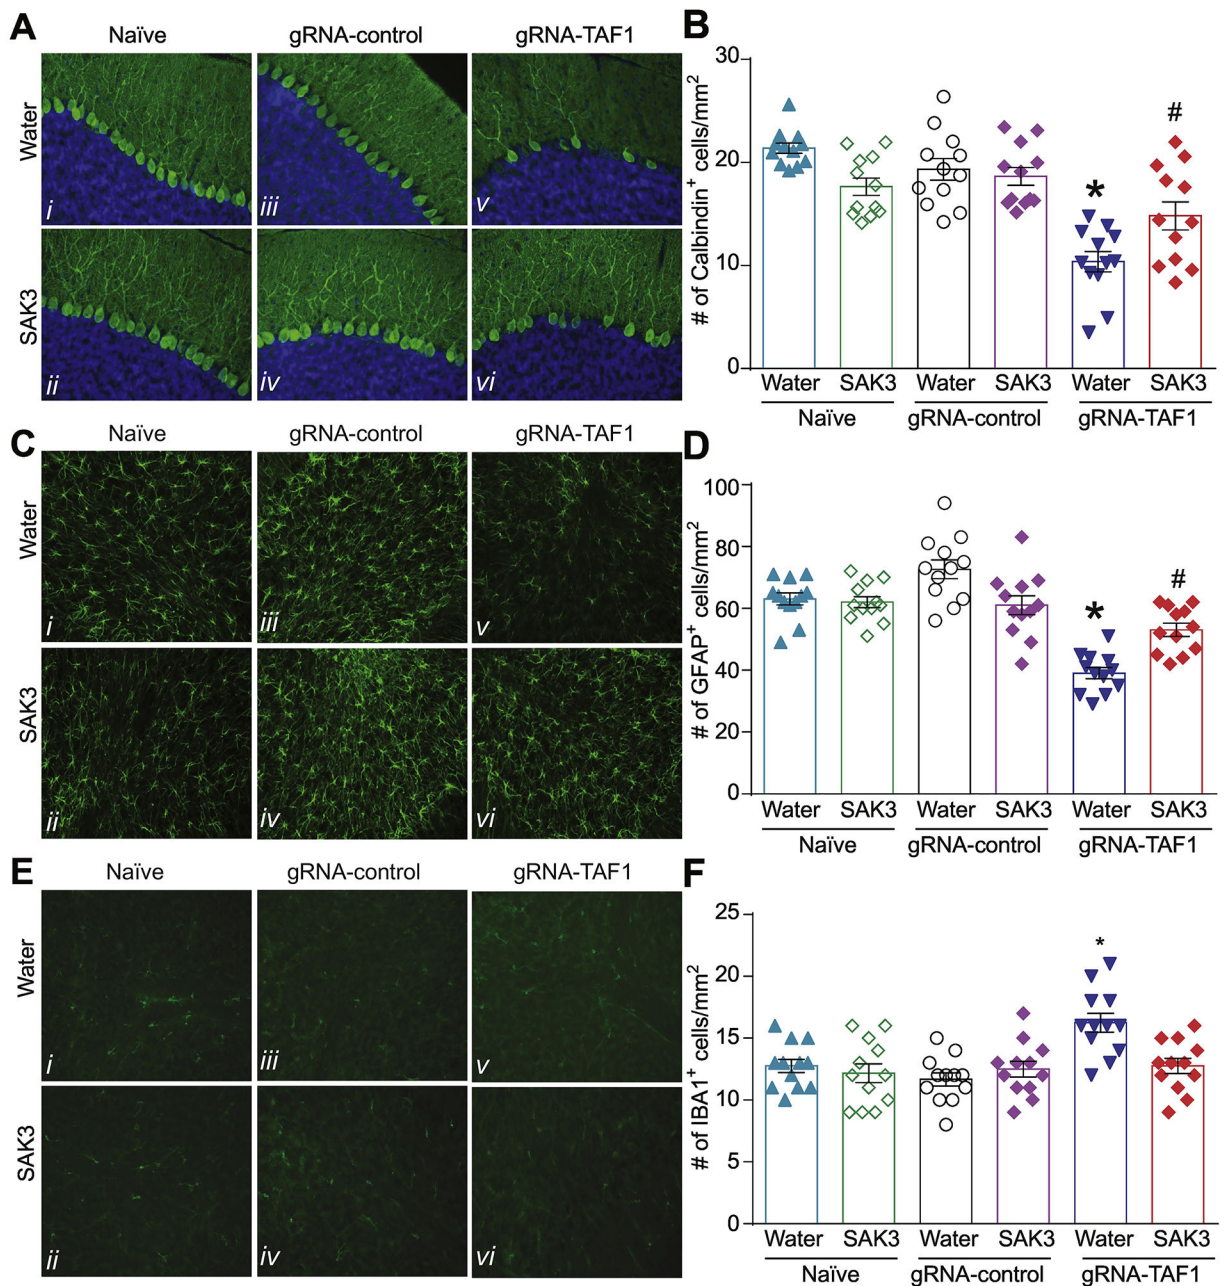 A
Naïve gRNA-control gRNA-TAF1
Water
i iii v
SAK3
ii iv vi
B
# of Calbindin+ cells/mm2
30
20
10
0
* #
Water SAK3 Water SAK3 Water SAK3
Naïve gRNA-control gRNA-TAF1
C
Naïve gRNA-control gRNA-TAF1
Water
i iii v
SAK3
ii iv vi
D
# of GFAP+ cells/mm2
100
80
60
40
20
0
* #
Water SAK3 Water SAK3 Water SAK3
Naïve gRNA-control gRNA-TAF1
E
Naïve gRNA-control gRNA-TAF1
Water
i iii v
SAK3
ii iv vi
F
# of IBA1+ cells/mm2
25
20
15
10
5
0
*
Water SAK3 Water SAK3 Water SAK3
Naïve gRNA-control gRNA-TAF1